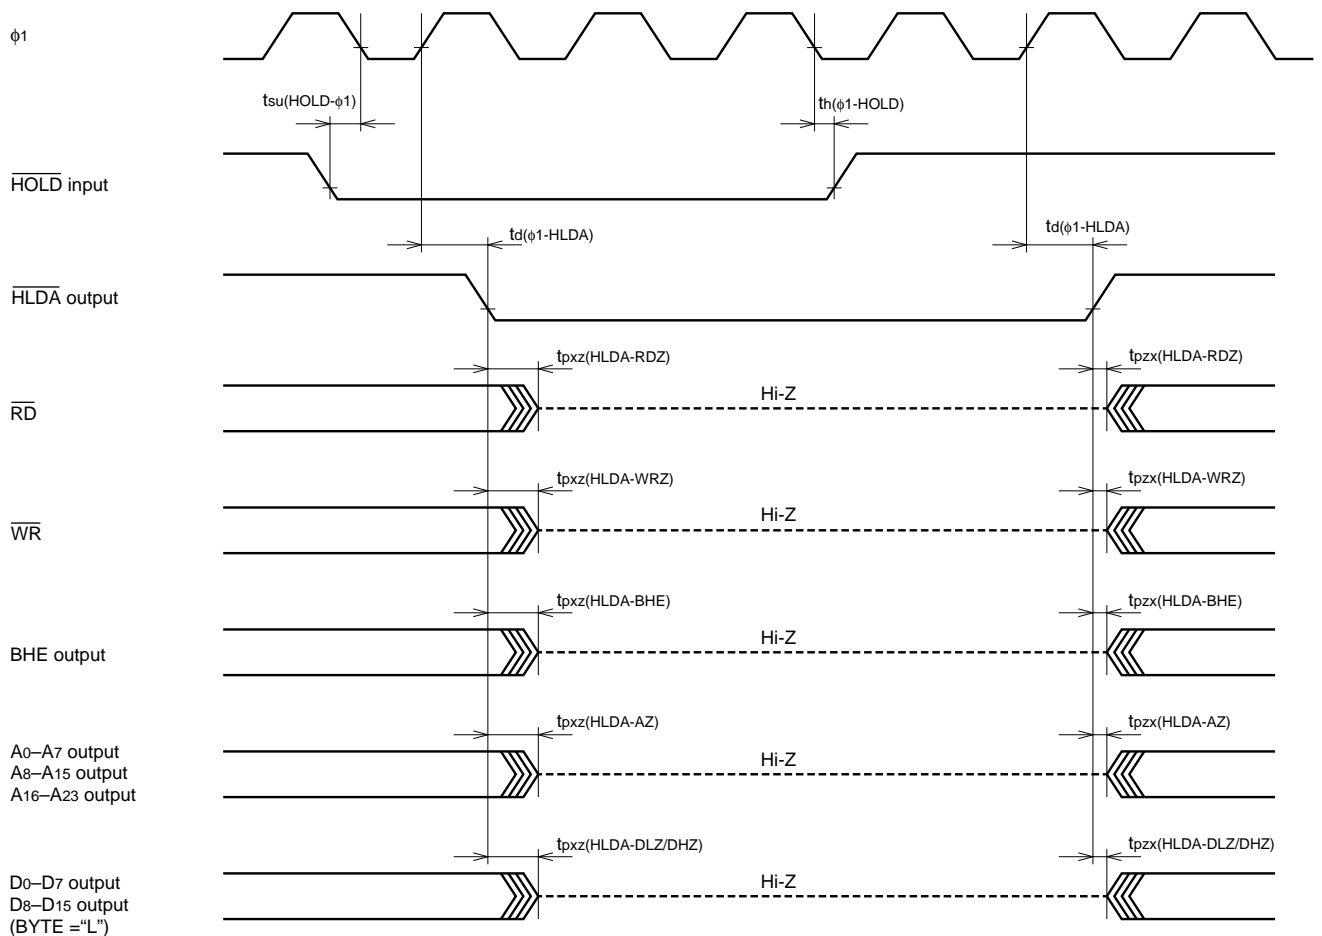 ϕ1
tsu(HOLD-ϕ1)
th(ϕ1-HOLD)
HOLD input
td(ϕ1-HLDA)
td(ϕ1-HLDA)
HLDA output
tpxz(HLDA-RDZ)
tpzx(HLDA-RDZ)
Hi-Z
RD
tpxz(HLDA-WRZ)
tpzx(HLDA-WRZ)
Hi-Z
WR
tpxz(HLDA-BHE)
tpzx(HLDA-BHE)
Hi-Z
BHE output
tpxz(HLDA-AZ)
tpzx(HLDA-AZ)
Hi-Z
A0–A7 output
A8–A15 output
A16–A23 output
tpxz(HLDA-DLZ/DHZ)
tpzx(HLDA-DLZ/DHZ)
Hi-Z
D0–D7 output
D8–D15 output
(BYTE =“L”)